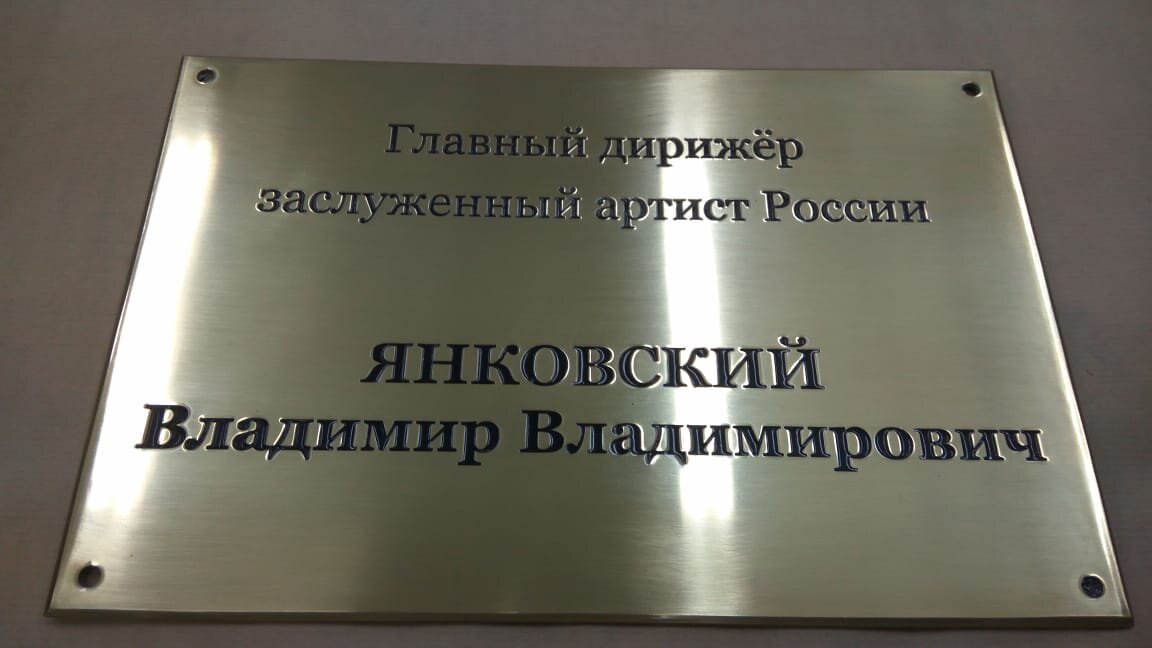 Главный дирижёр
заслуженный артист России
ЯНКОВСКИЙ
Владимир Владимирович